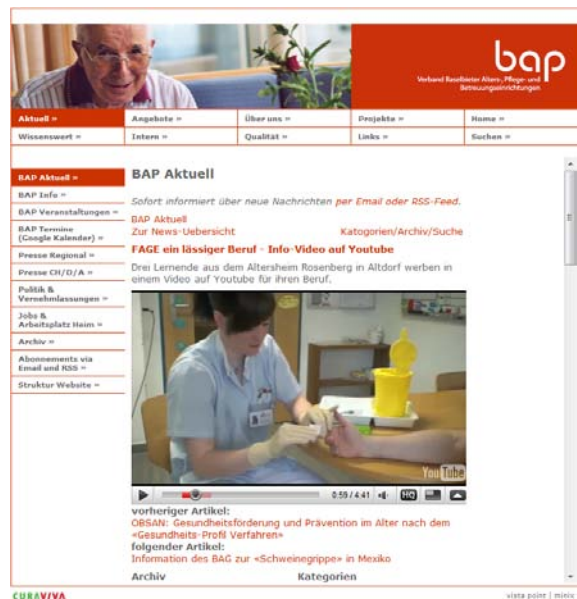 bap
Verband Baselbieter Alters-, Pflege- und
Betreuungseinrichtungen
Aktuell »
Angebote »
Über uns »
Projekte »
Home »
Wissenswert »
Intern »
Qualität »
Links »
Suchen »
BAP Aktuell »
BAP Info »
BAP Veranstaltungen »
BAP Termine
(Google Kalender) »
Presse Regional »
Presse CH/D/A »
Politik &
Vernehmlassungen »
Jobs &
Arbeitsplatz Heim »
Archiv »
Abonnements via
Email und RSS »
Struktur Website »
BAP Aktuell
Sofort informiert über neue Nachrichten per Email oder RSS-Feed.
BAP Aktuell
Zur News-Uebersicht
Katogorien/Archiv/Suche
FAGE ein lässiger Beruf - Info-Video auf Youtube
Drei Lernende aus dem Altersheim Rosenberg in Altdorf werben in
einem Video auf Youtube für ihren Beruf.
YouTube
0:59 / 4:41
HQ
vorheriger Artikel:
OBSAN: Gesundheitsförderung und Prävention im Alter nach dem
«Gesundheits-Profil Verfahren»
folgender Artikel:
Information des BAG zur «Schweinegrippe» in Mexiko
Archiv
Kategorien
CURAVIVA
vista point | minix